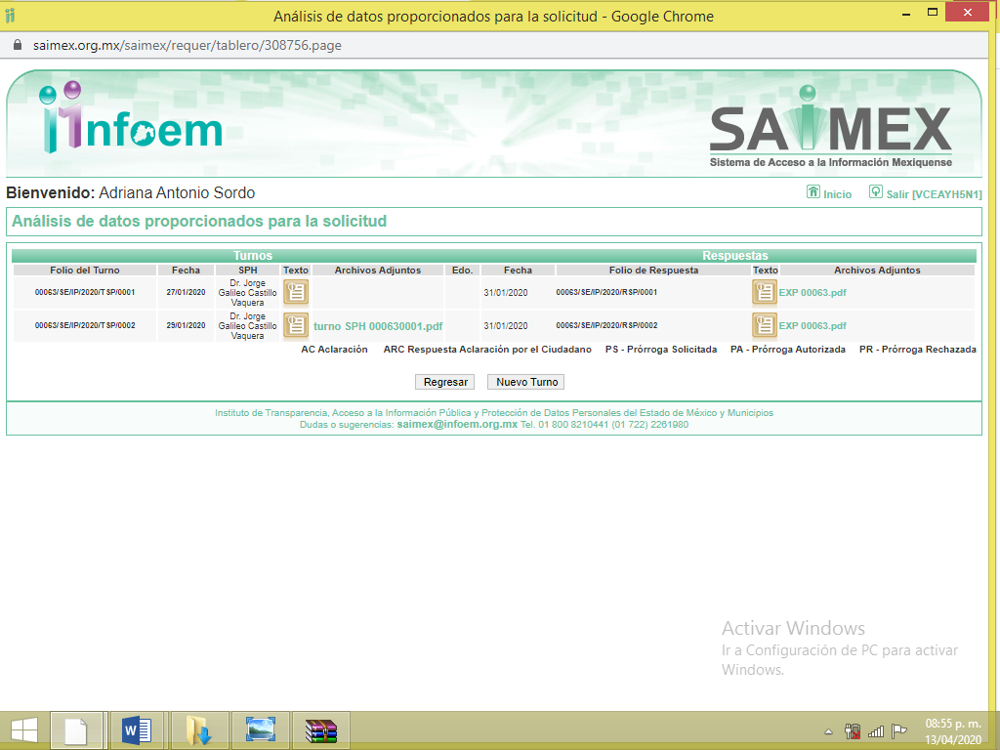 Análisis de datos proporcionados para la solicitud - Google Chrome
saimex.org.mx/saimex/requer/tablero/308756.page
infoem
SAIMEX
Sistema de Acceso a la Información Mexiquense
Bienvenido: Adriana Antonio Sordo
Inicio Salir [VCEAYH5N1]
Análisis de datos proporcionados para la solicitud
Turnos Respuestas
Folio del Turno Fecha SPH Texto Archivos Adjuntos Edo. Fecha Folio de Respuesta Texto Archivos Adjuntos
00063/SE/IP/2020/TSP/0001 27/01/2020 Dr. Jorge Galileo Castillo Vaquera 31/01/2020 00063/SE/IP/2020/RSP/0001 EXP 00063.pdf
00063/SE/IP/2020/TSP/0002 29/01/2020 Dr. Jorge Galileo Castillo Vaquera turno SPH 000630001.pdf 31/01/2020 00063/SE/IP/2020/RSP/0002 EXP 00063.pdf
AC Aclaración ARC Respuesta Aclaración por el Ciudadano PS - Prórroga Solicitada PA - Prórroga Autorizada PR - Prórroga Rechazada
Regresar Nuevo Turno
Instituto de Transparencia, Acceso a la Información Pública y Protección de Datos Personales del Estado de México y Municipios
Dudas o sugerencias: saimex@infoem.org.mx Tel. 01 800 8210441 (01 722) 2261980
Activar Windows
Ir a Configuración de PC para activar
Windows.
08:55 p. m.
13/04/2020